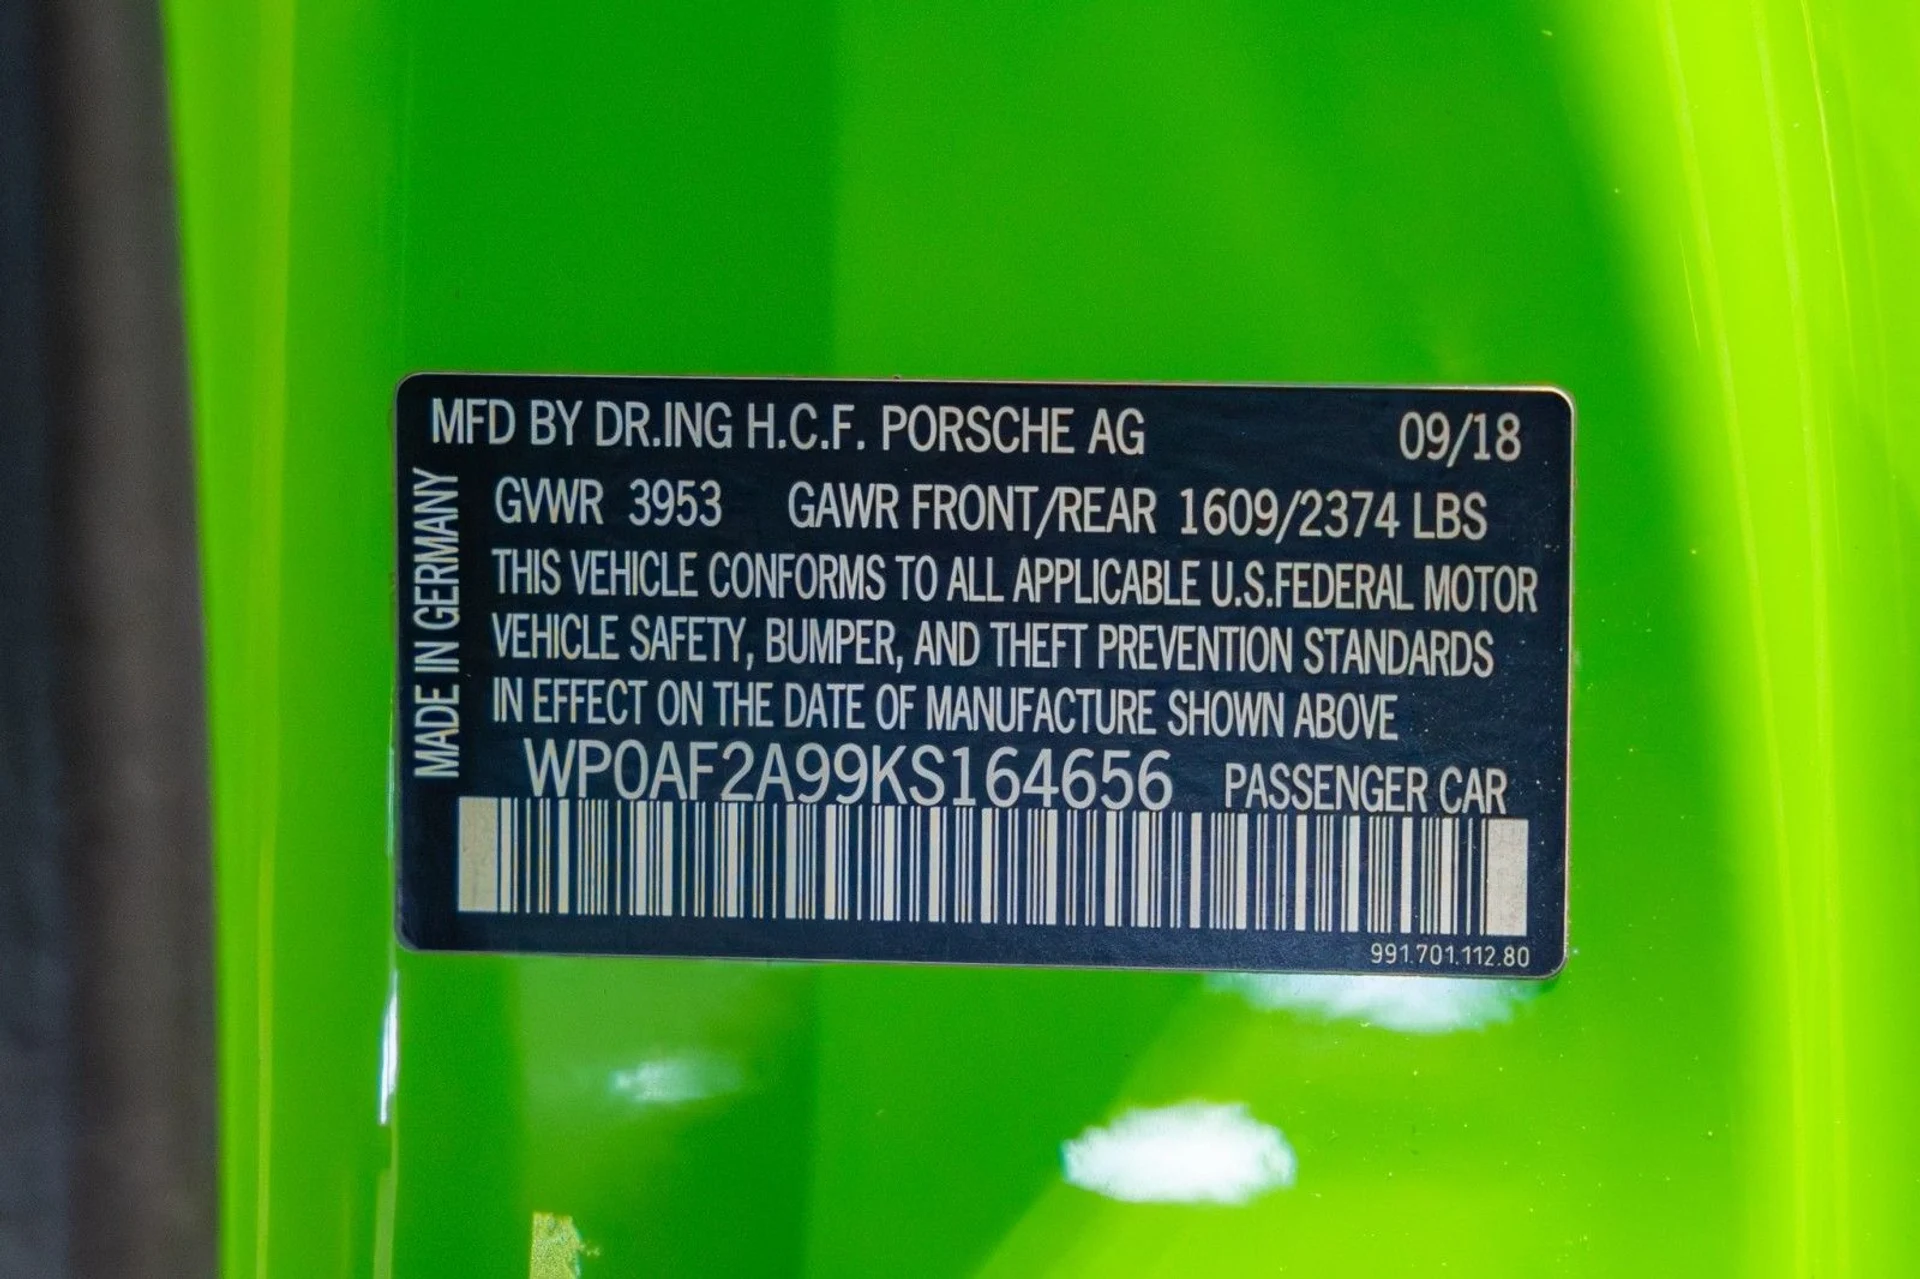 MFD BY DR.ING H.C.F. PORSCHE AG 09/18
GVWR 3953 GAWR FRONT/REAR 1609/2374 LBS
THIS VEHICLE CONFORMS TO ALL APPLICABLE U.S.FEDERAL MOTOR
VEHICLE SAFETY, BUMPER, AND THEFT PREVENTION STANDARDS
IN EFFECT ON THE DATE OF MANUFACTURE SHOWN ABOVE
WP0AF2A99KS164656 PASSENGER CAR
991.701.112.80
MADE IN GERMANY